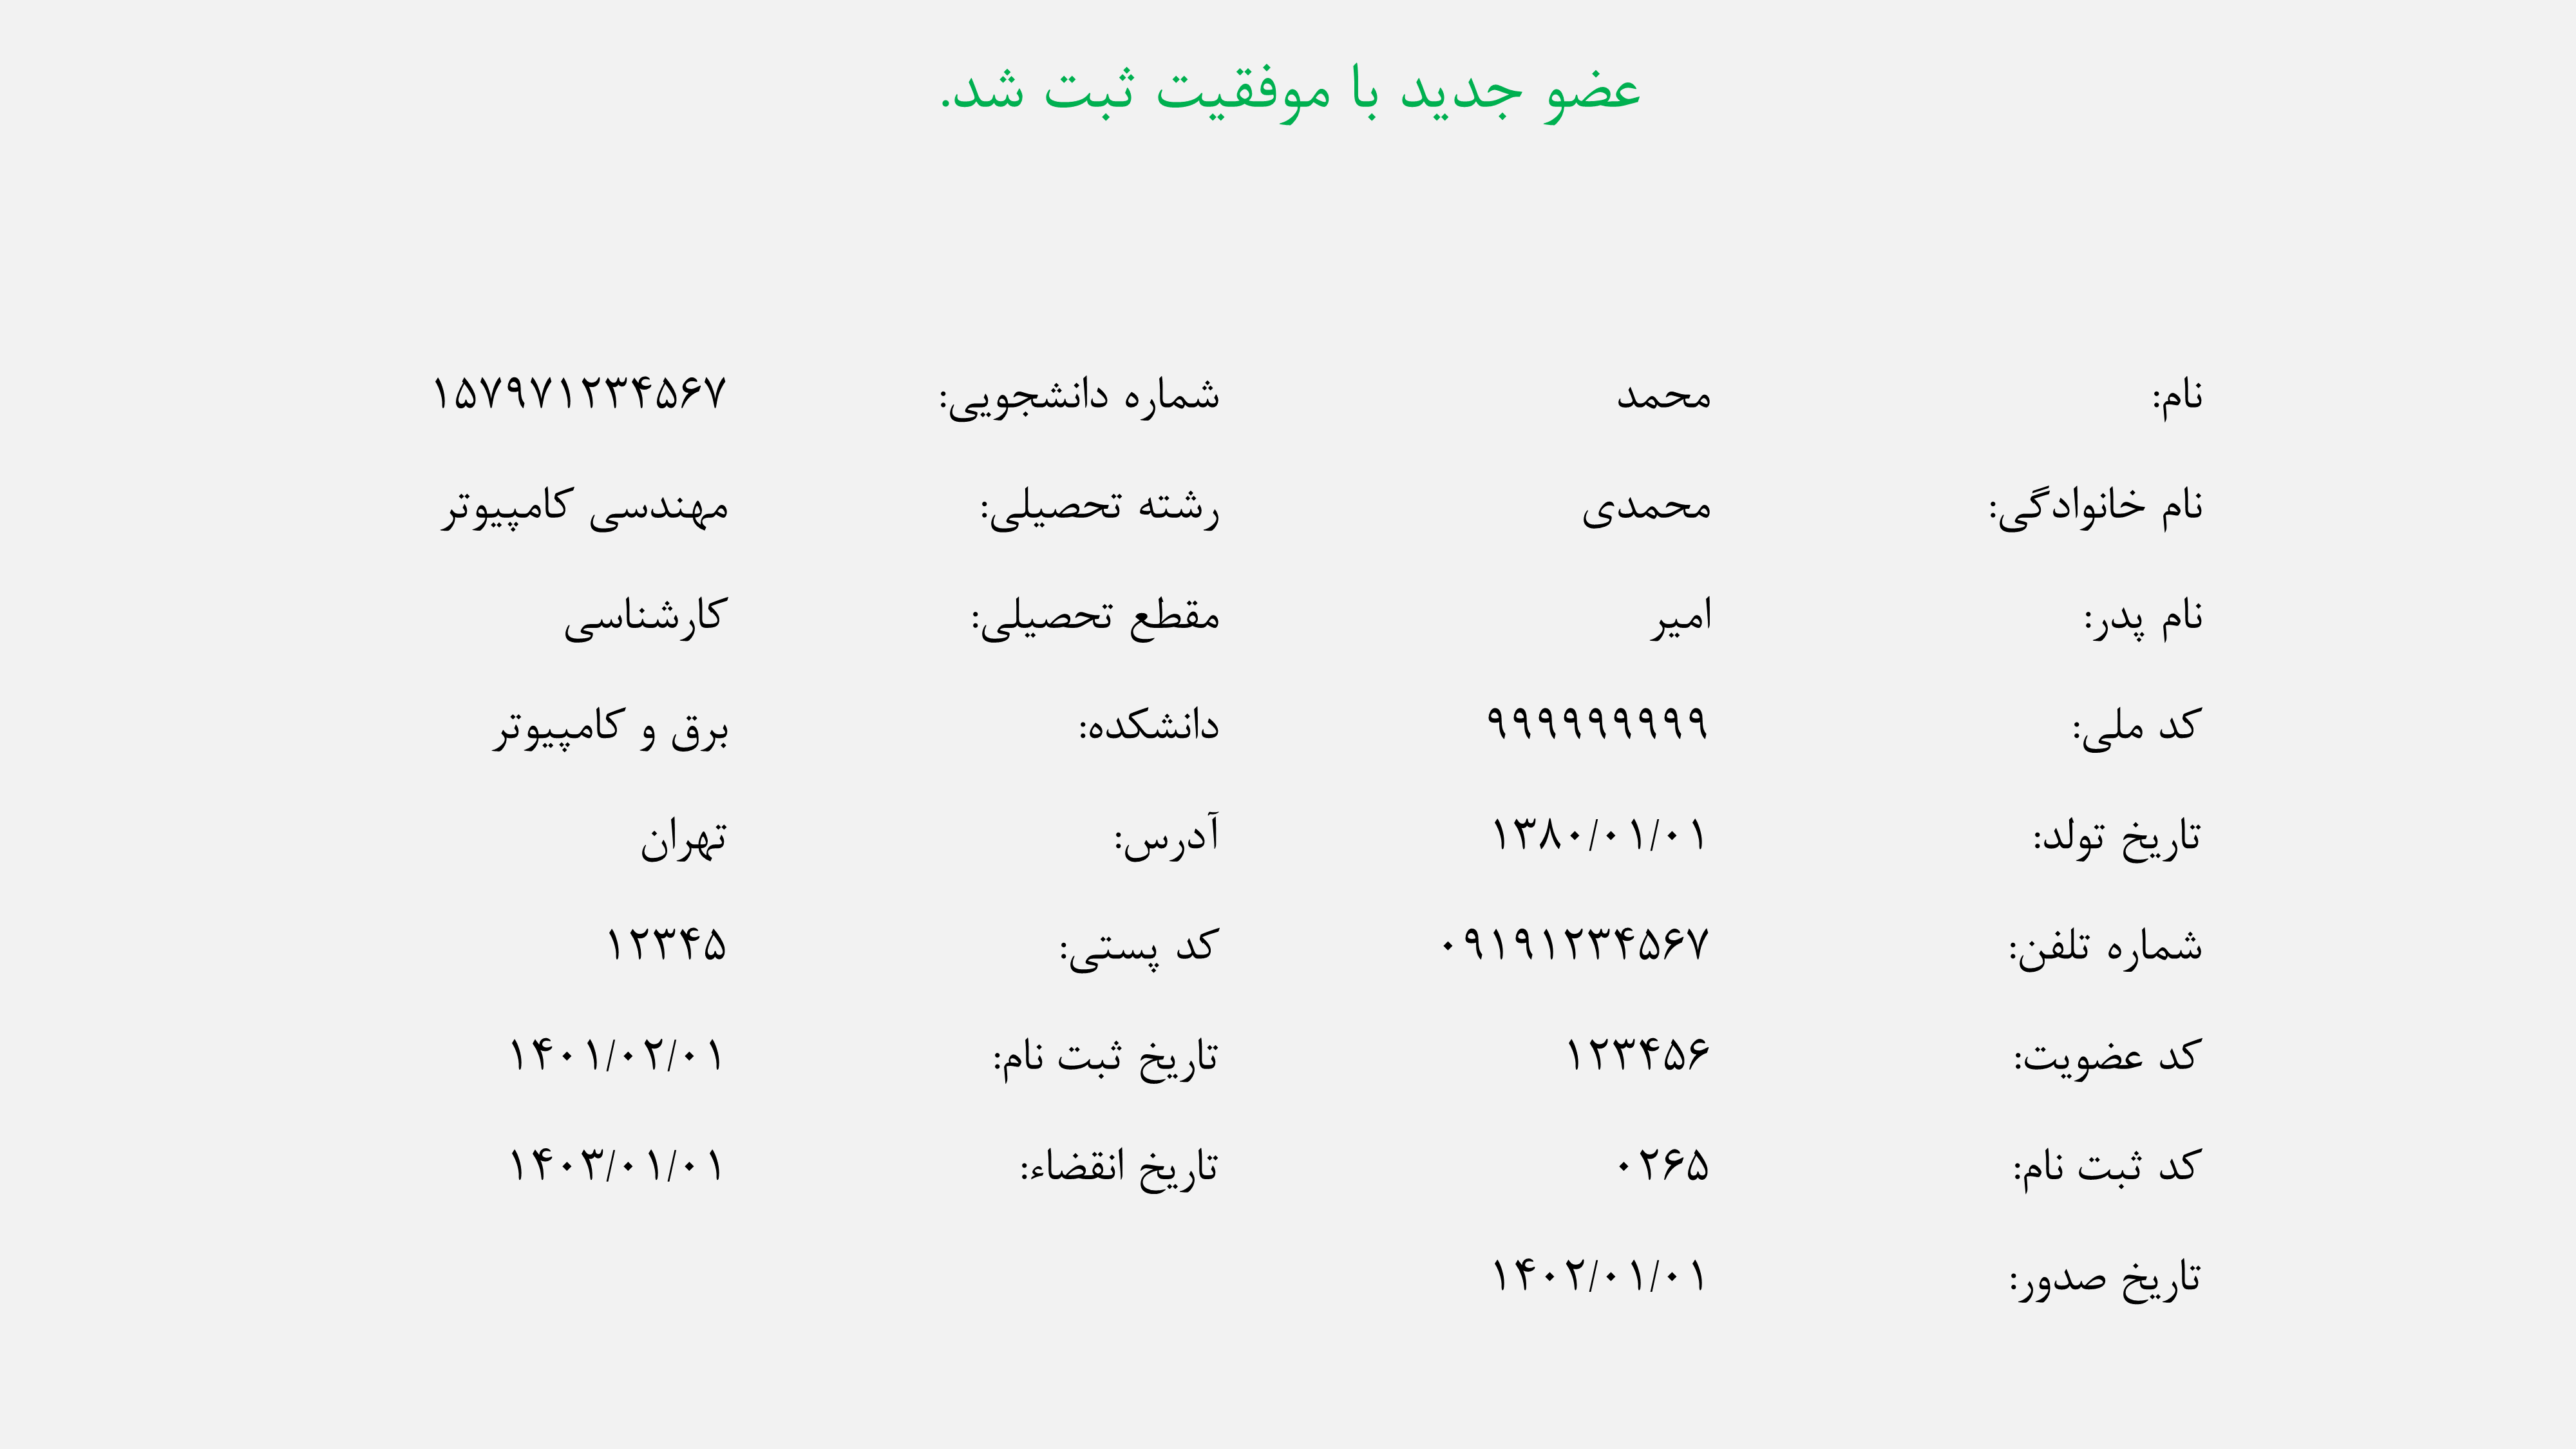 عضو جدید با موفقیت ثبت شد.
نام: محمد شماره دانشجویی: ۱۵۷۹۷۱۲۳۴۵۶۷
نام خانوادگی: محمدی رشته تحصیلی: مهندسی کامپیوتر
نام پدر: امیر مقطع تحصیلی: کارشناسی
کد ملی: ۹۹۹۹۹۹۹۹۹ دانشکده: برق و کامپیوتر
تاریخ تولد: ۱۳۸۰/۰۱/۰۱ آدرس: تهران
شماره تلفن: ۰۹۱۹۱۲۳۴۵۶۷ کد پستی: ۱۲۳۴۵
کد عضویت: ۱۲۳۴۵۶ تاریخ ثبت نام: ۱۴۰۱/۰۲/۰۱
کد ثبت نام: ۰۲۶۵ تاریخ انقضاء: ۱۴۰۳/۰۱/۰۱
تاریخ صدور: ۱۴۰۲/۰۱/۰۱